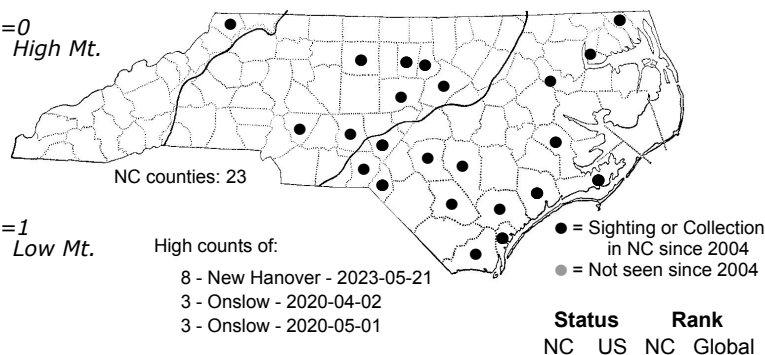 =0
High Mt.
NC counties: 23
=1
Low Mt.
High counts of:
8 - New Hanover - 2023-05-21
3 - Onslow - 2020-04-02
3 - Onslow - 2020-05-01
= Sighting or Collection
in NC since 2004
= Not seen since 2004
Status Rank
NC US NC Global